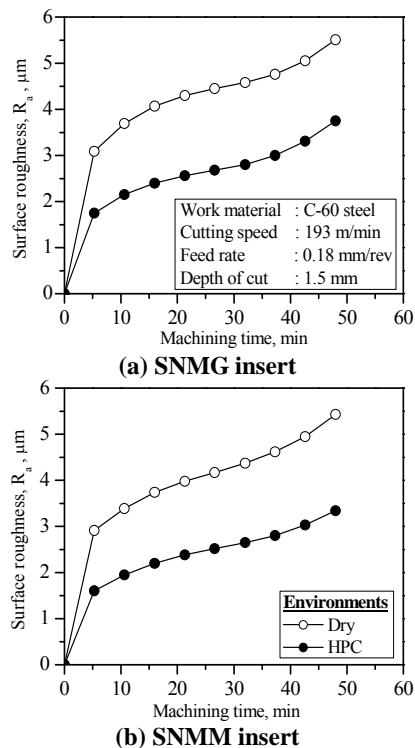 6
5
4
3
2
1
0
Surface roughness, Ra , μm
Work material : C-60 steel
Cutting speed : 193 m/min
Feed rate : 0.18 mm/rev
Depth of cut : 1.5 mm
0 10 20 30 40 50 60
Machining time, min
(a) SNMG insert
6
5
4
3
2
1
0
Surface roughness, Ra , μm
Environments
Dry
HPC
0 10 20 30 40 50 60
Machining time, min
(b) SNMM insert